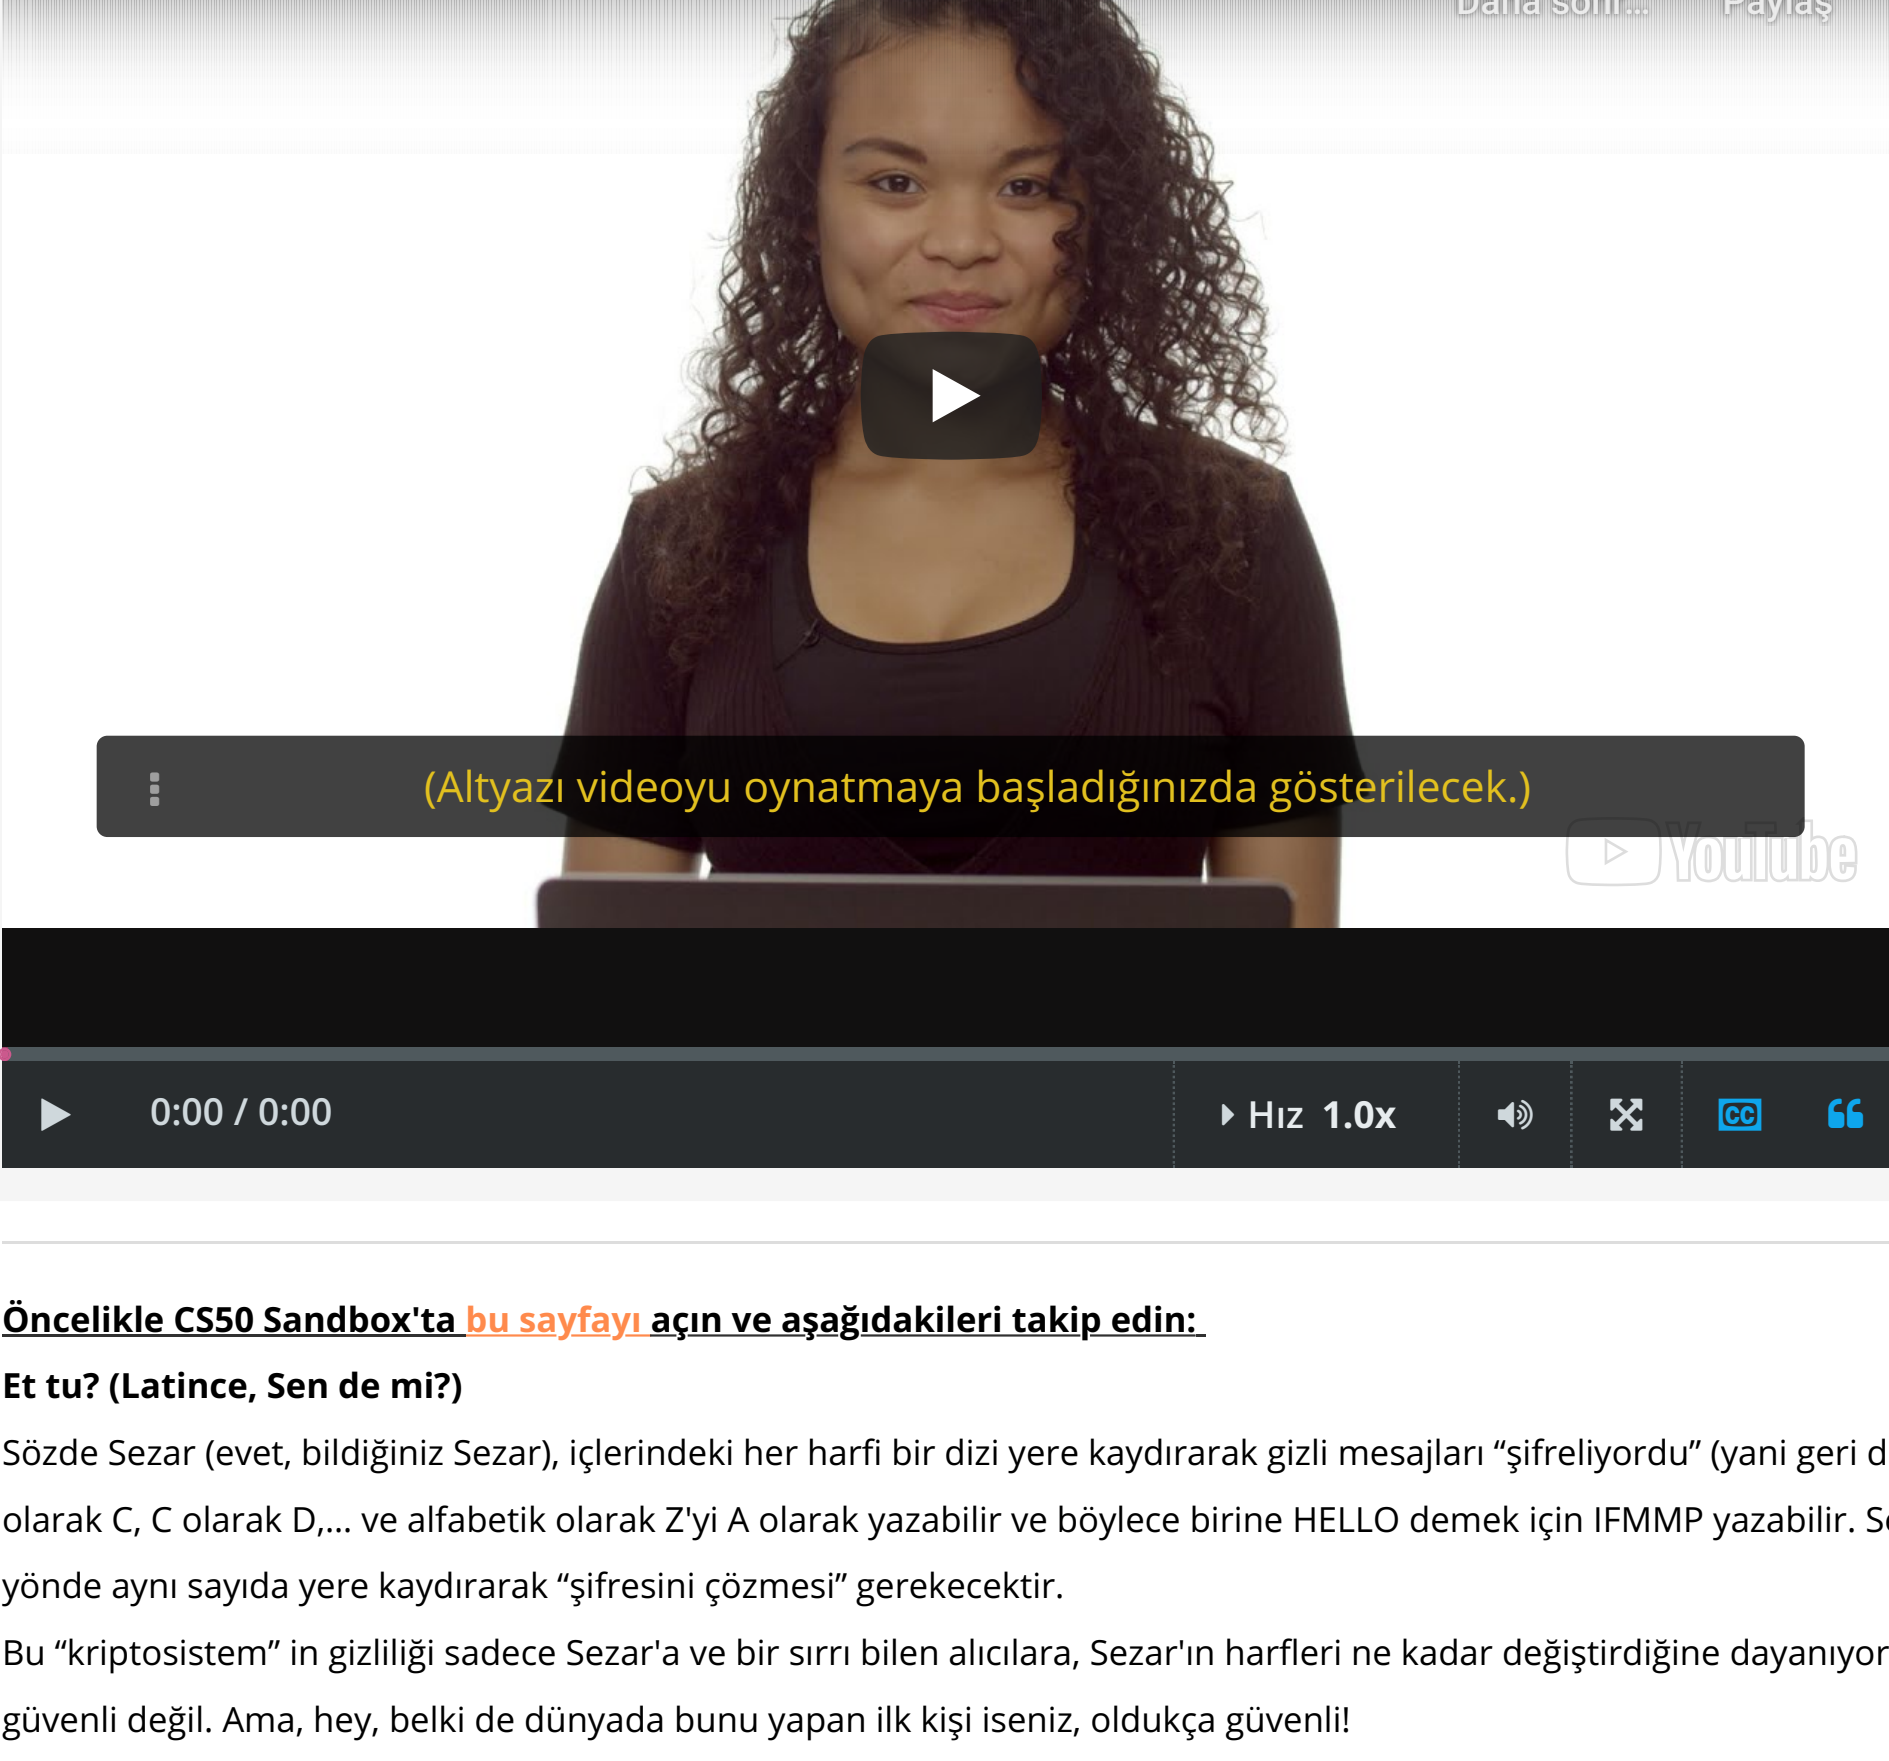 Daha sonr... Paylaş
(Altyazı videoyu oynatmaya başladığınızda gösterilecek.)
YouTube
0:00 / 0:00 Hız 1.0x CC
Öncelikle CS50 Sandbox'ta bu sayfayı açın ve aşağıdakileri takip edin:
Et tu? (Latince, Sen de mi?)
Sözde Sezar (evet, bildiğiniz Sezar), içlerindeki her harfi bir dizi yere kaydırarak gizli mesajları “şifreliyordu” (yani geri d
olarak C, C olarak D,... ve alfabetik olarak Z'yi A olarak yazabilir ve böylece birine HELLO demek için IFMMP yazabilir. Se
yönde aynı sayıda yere kaydırarak “şifresini çözmesi” gerekecektir.
Bu “kriptosistem” in gizliliği sadece Sezar'a ve bir sırrı bilen alıcılara, Sezar'ın harfleri ne kadar değiştirdiğine dayanıyor
güvenli değil. Ama, hey, belki de dünyada bunu yapan ilk kişi iseniz, oldukça güvenli!